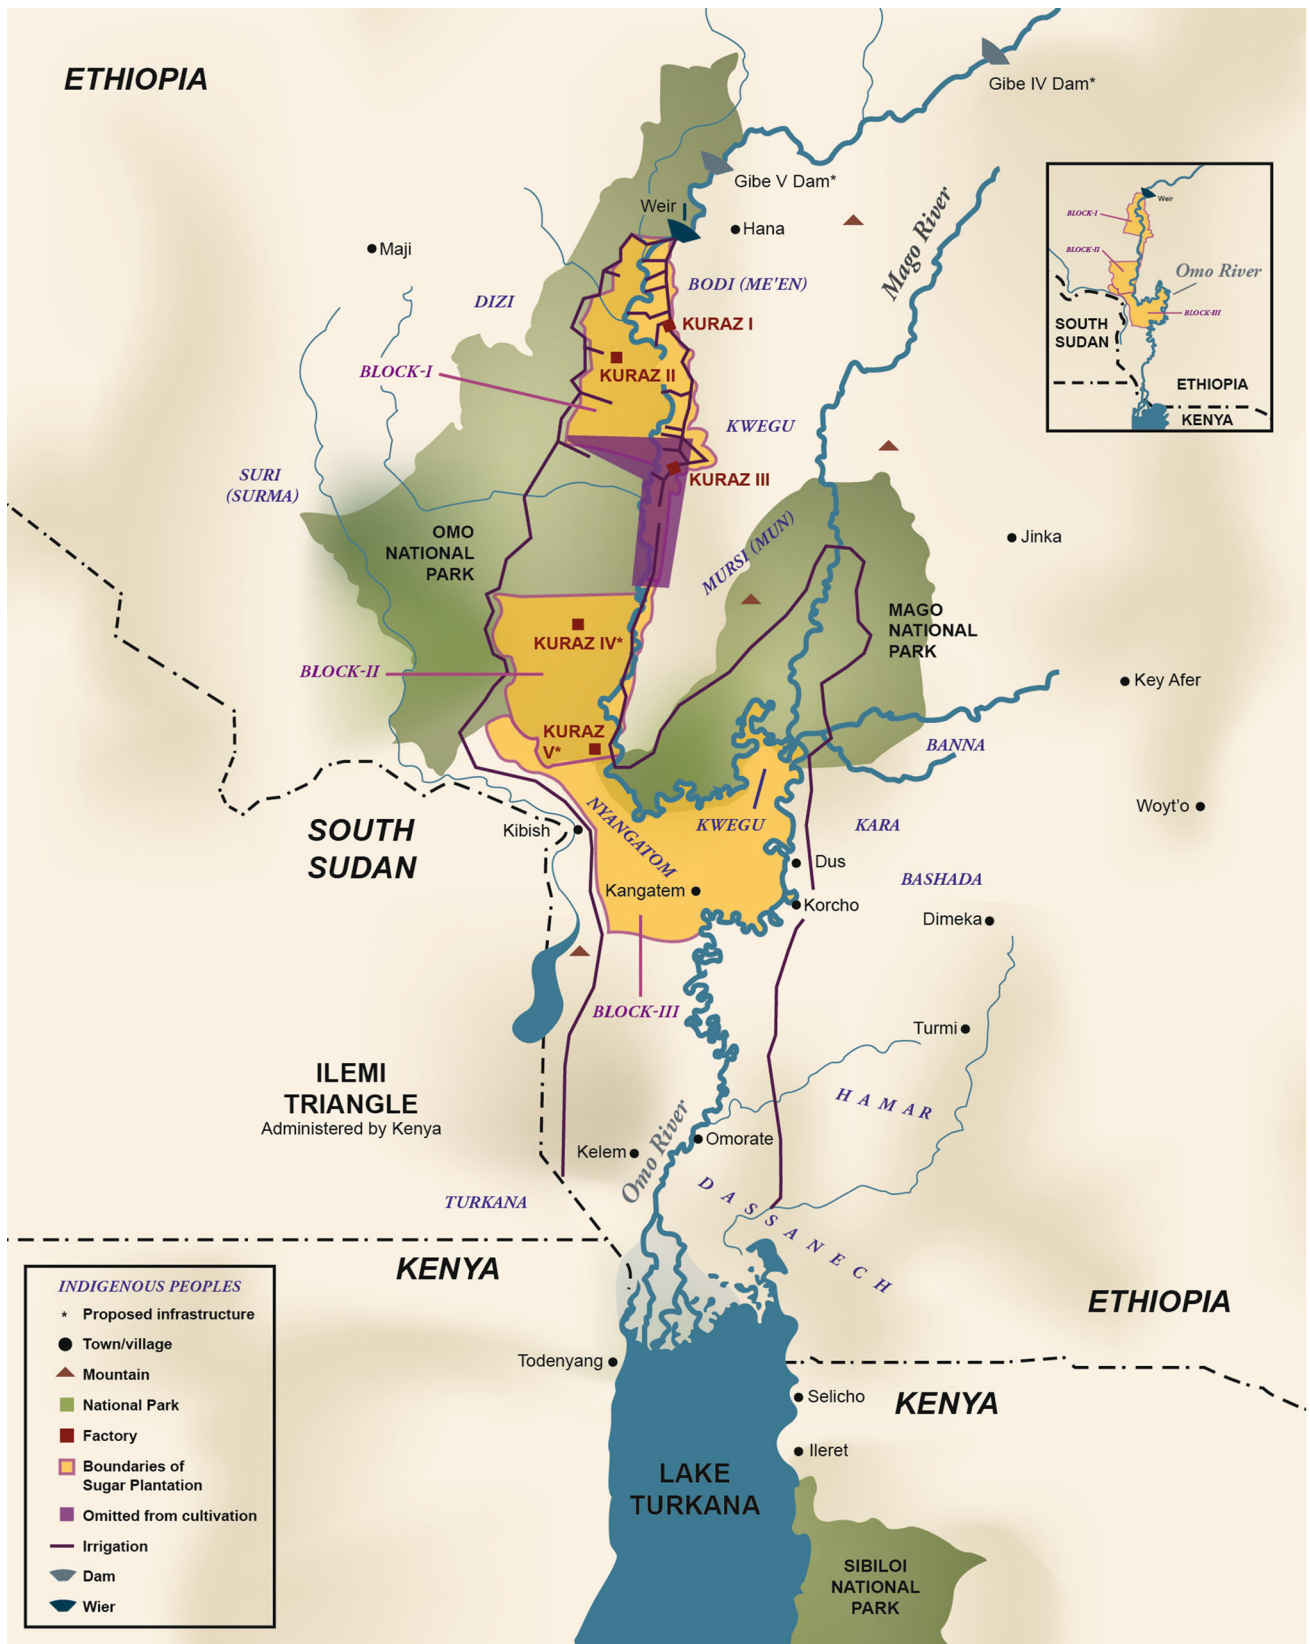 ETHIOPIA
Gibe IV Dam*
Gibe V Dam*
Weir
Hana
Maji
Mago River
BODI (ME'EN)
DIZI
KURAZ I
KURAZ II
BLOCK-I
KWEGU
KURAZ III
SURI
(SURMA)
OMO
NATIONAL
PARK
MURSI (MUN)
Jinka
MAGO
NATIONAL
PARK
KURAZ IV*
BLOCK-II
Key Afer
KURAZ
V*
BANNA
Woyt'o
NYANGATOM
KWEGU
KARA
SOUTH
SUDAN
Kibish
Dus
Kangatem
BASHADA
Korcho
Dimeka
BLOCK-III
Turmi
ILEMI
TRIANGLE
Administered by Kenya
HAMAR
Omo River
Omorate
Kelem
DASSANECH
TURKANA
KENYA
ETHIOPIA
Todenyang
Selicho
KENYA
Ileret
LAKE
TURKANA
SIBILOI
NATIONAL
PARK
Weir
BLOCK-I
BLOCK-II
Omo River
BLOCK-III
SOUTH
SUDAN
ETHIOPIA
KENYA
INDIGENOUS PEOPLES
* Proposed infrastructure
Town/village
Mountain
National Park
Factory
Boundaries of
Sugar Plantation
Omitted from cultivation
Irrigation
Dam
Wier